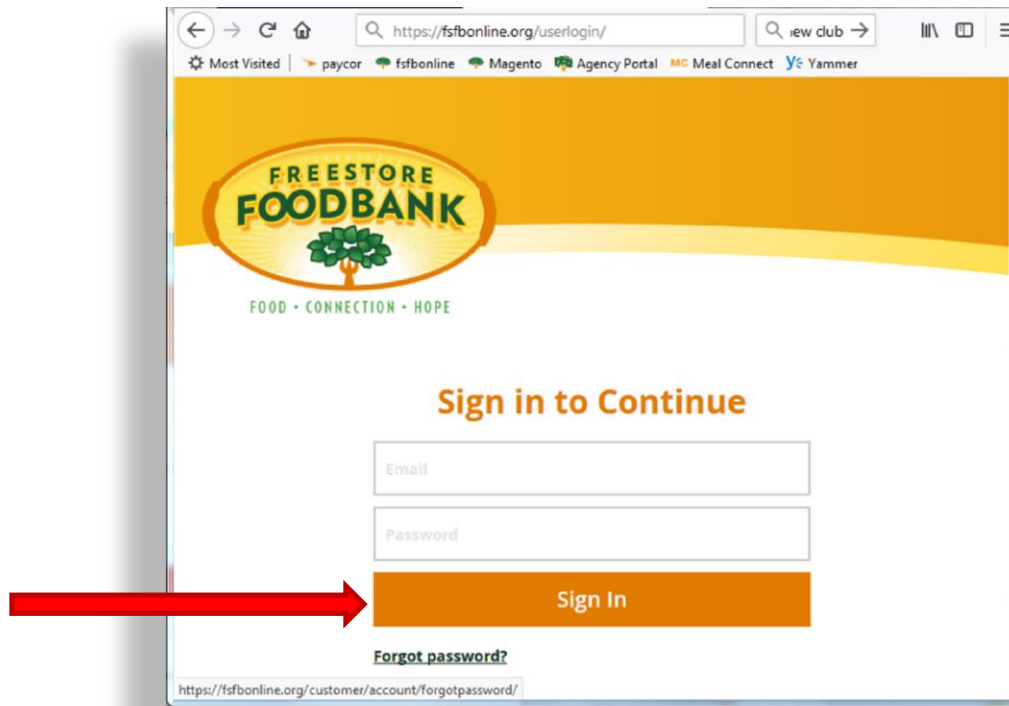 https://fsfbonline.org/userlogin/ iew club →
Most Visited paycor fsfbonline Magento Agency Portal MC Meal Connect Yammer
FREESTORE
FOODBANK
FOOD • CONNECTION • HOPE
Sign in to Continue
Email
Password
Sign In
Forgot password?
https://fsfbonline.org/customer/account/forgotpassword/